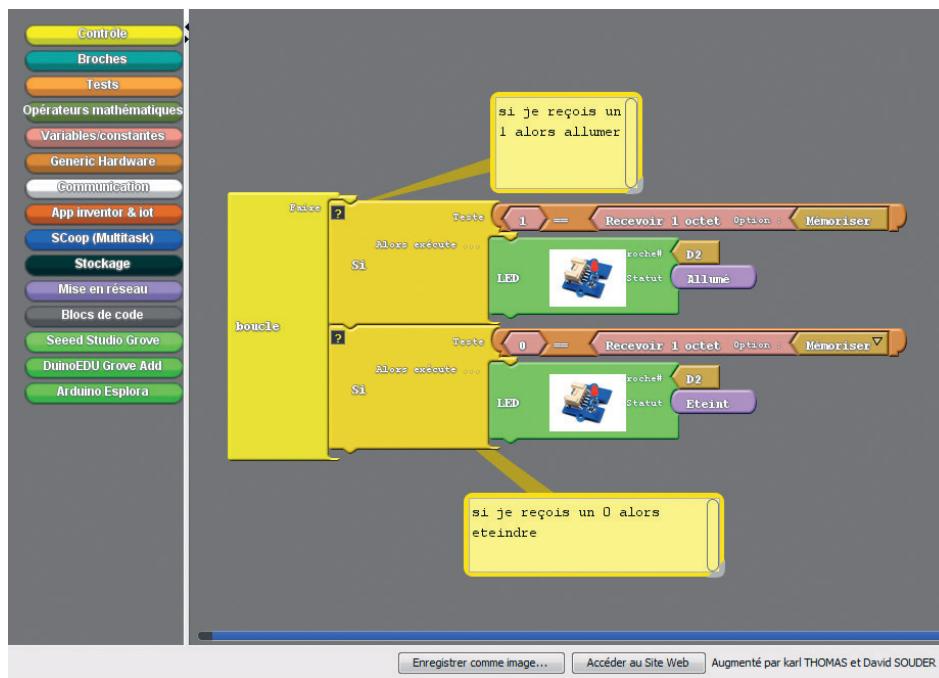 Contrôle
Broches
Tests
Opérateurs mathématiques
Variables/constantes
Generic Hardware
Communication
App inventor & iot
SCoop (Multitask)
Stockage
Mise en réseau
Blocs de code
Seeed Studio Grove
DuinoEDU Grove Add
Arduino Esplora
si je reçois un
1 alors allumer
boucle
Faire
?
Si
Teste
1 == Recevoir 1 octet Option : Mémoriser
Alors exécute ...
LED
roche# D2
Statut Allumé
?
Si
Teste
0 == Recevoir 1 octet Option : Mémoriser
Alors exécute ...
LED
roche# D2
Statut Eteint
si je reçois un 0 alors
eteindre
Enregistrer comme image... Accéder au Site Web Augmenté par karl THOMAS et David SOUDER